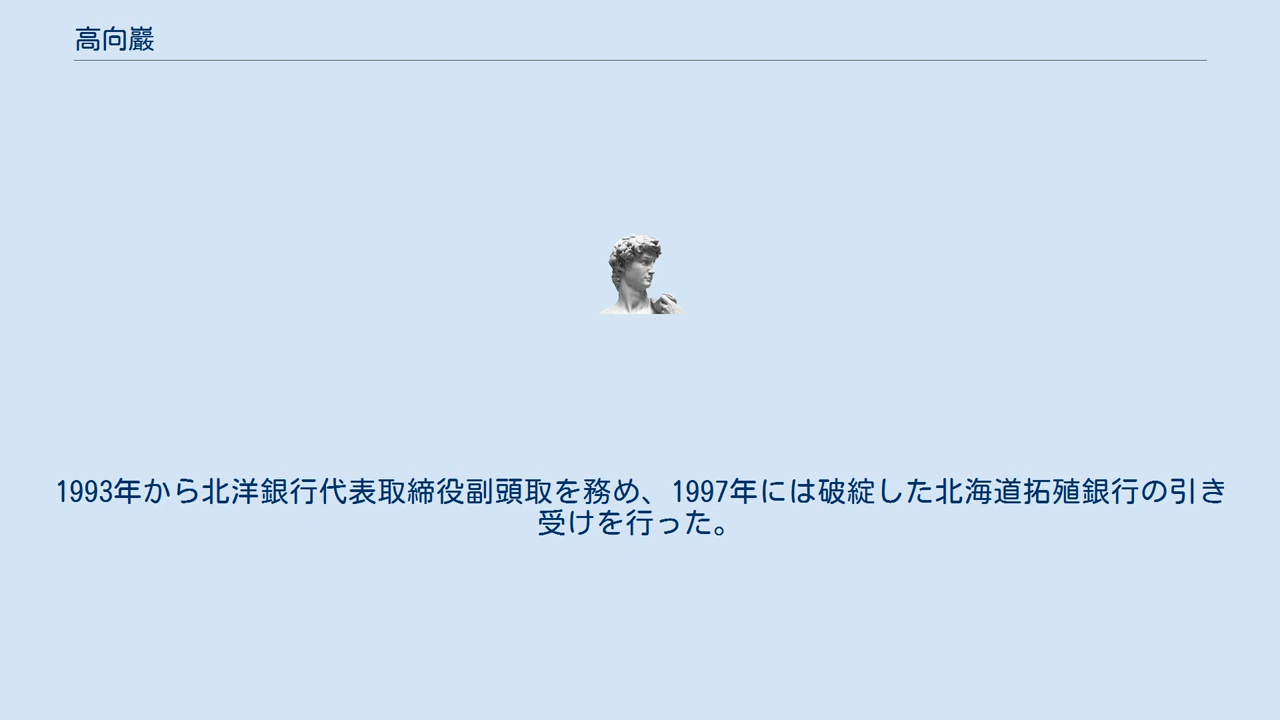 高向巖
1993年から北洋銀行代表取締役副頭取を務め、1997年には破綻した北海道拓殖銀行の引き
受けを行った。